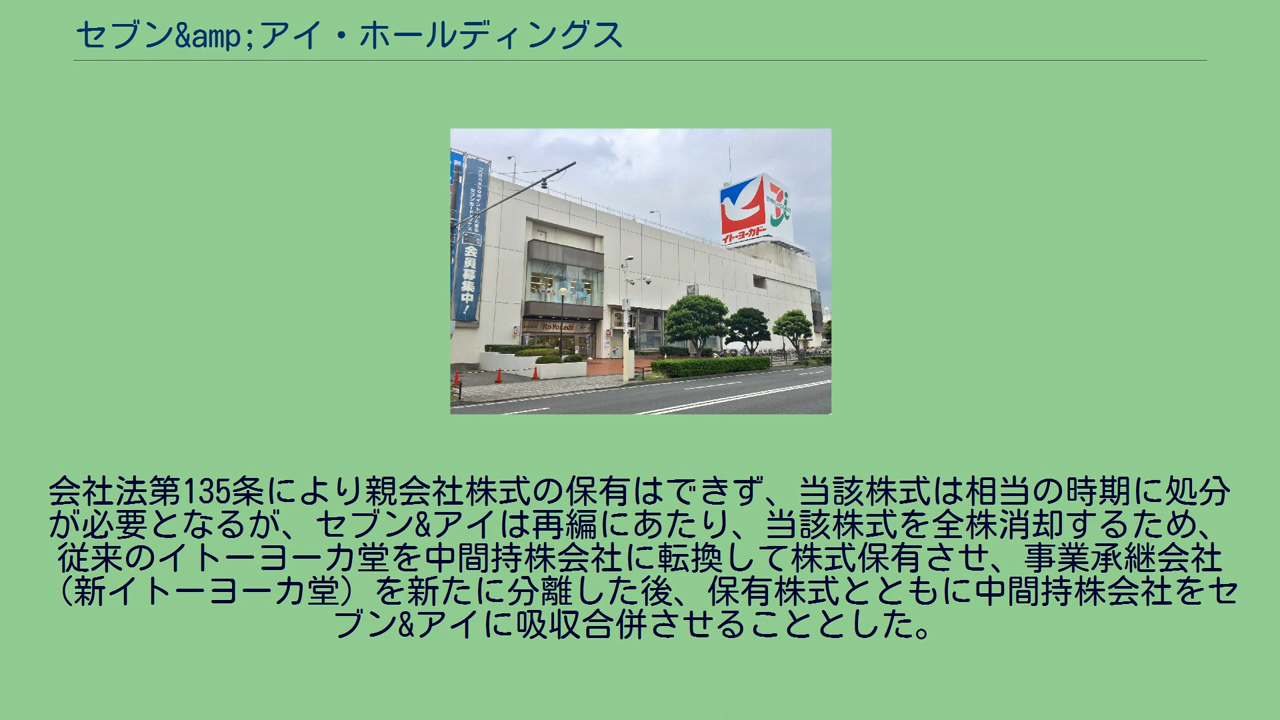 セブン&amp;アイ・ホールディングス
会員募集中!
イトーヨーカドー
Ito Yokado
会社法第135条により親会社株式の保有はできず、当該株式は相当の時期に処分
が必要となるが、セブン&アイは再編にあたり、当該株式を全株消却するため、
従来のイトーヨーカ堂を中間持株会社に転換して株式保有させ、事業承継会社
（新イトーヨーカ堂）を新たに分離した後、保有株式とともに中間持株会社をセ
ブン&アイに吸収合併させることとした。